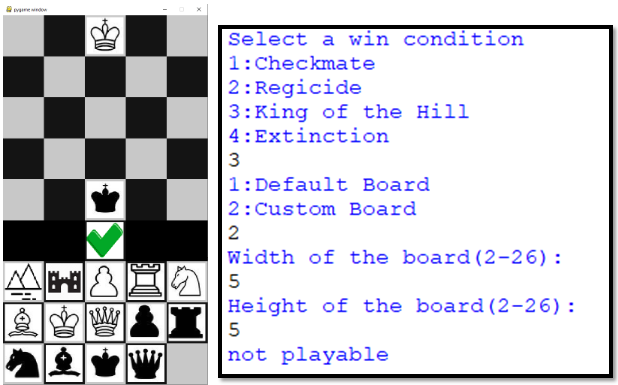 pygame window
Select a win condition
1:Checkmate
2:Regicide
3:King of the Hill
4:Extinction
3
1:Default Board
2:Custom Board
2
Width of the board(2-26):
5
Height of the board(2-26):
5
not playable